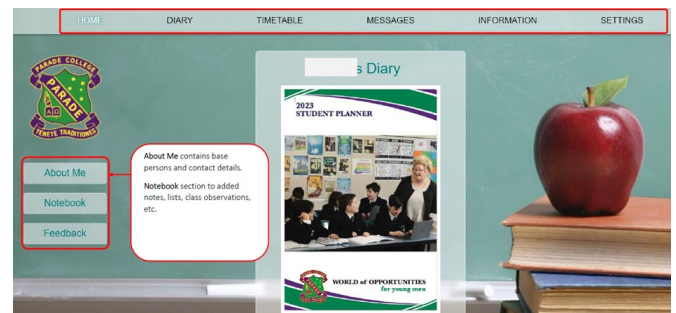 HOME DIARY TIMETABLE MESSAGES INFORMATION SETTINGS
PARADE COLLEGE
PARADE
TENETE TRADITIONES
s Diary
2023
STUDENT PLANNER
About Me
Notebook
Feedback
About Me contains base
persons and contact details.
Notebook section to added
notes, lists, class observations,
etc.
WORLD of OPPORTUNITIES
for young men